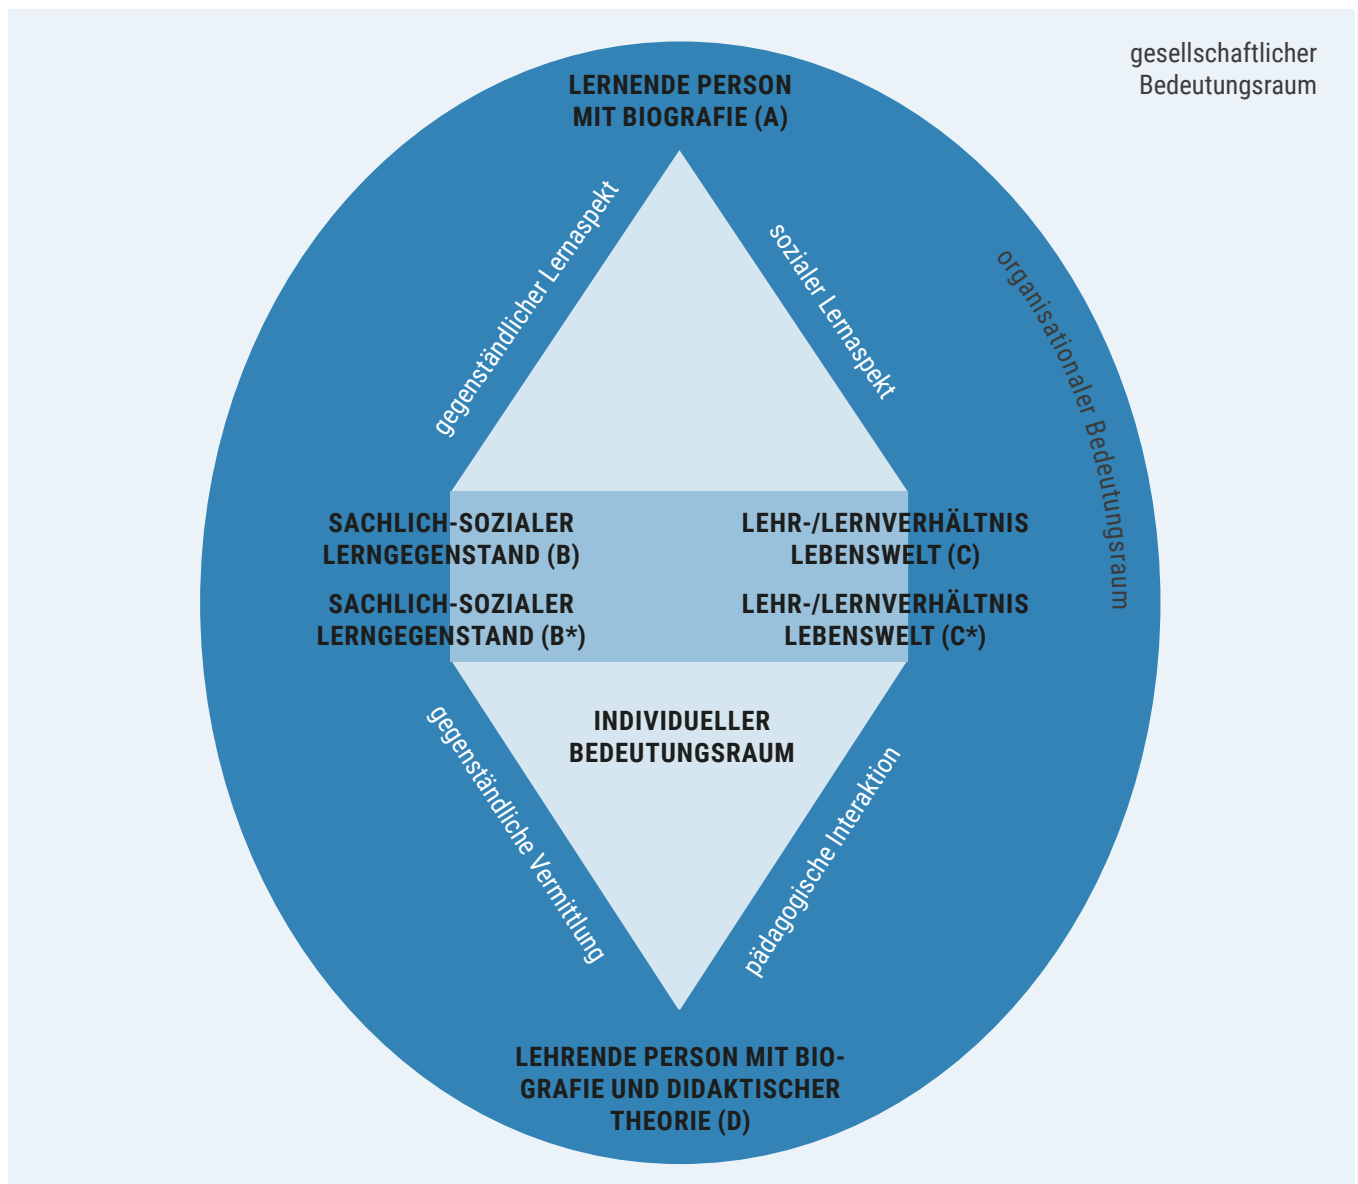 gesellschaftlicher
Bedeutungsraum
LERNENDE PERSON
MIT BIOGRAFIE (A)
gegenständlicher Lernaspekt
sozialer Lernaspekt
organisationaler Bedeutungsraum
SACHLICH-SOZIALER
LERNGEGENSTAND (B)
LEHR-/LERNVERHÄLTNIS
LEBENSWELT (C)
SACHLICH-SOZIALER
LERNGEGENSTAND (B*)
LEHR-/LERNVERHÄLTNIS
LEBENSWELT (C*)
INDIVIDUELLER
BEDEUTUNGSRAUM
gegenständliche Vermittlung
pädagogische Interaktion
LEHRENDE PERSON MIT BIO-
GRAFIE UND DIDAKTISCHER
THEORIE (D)